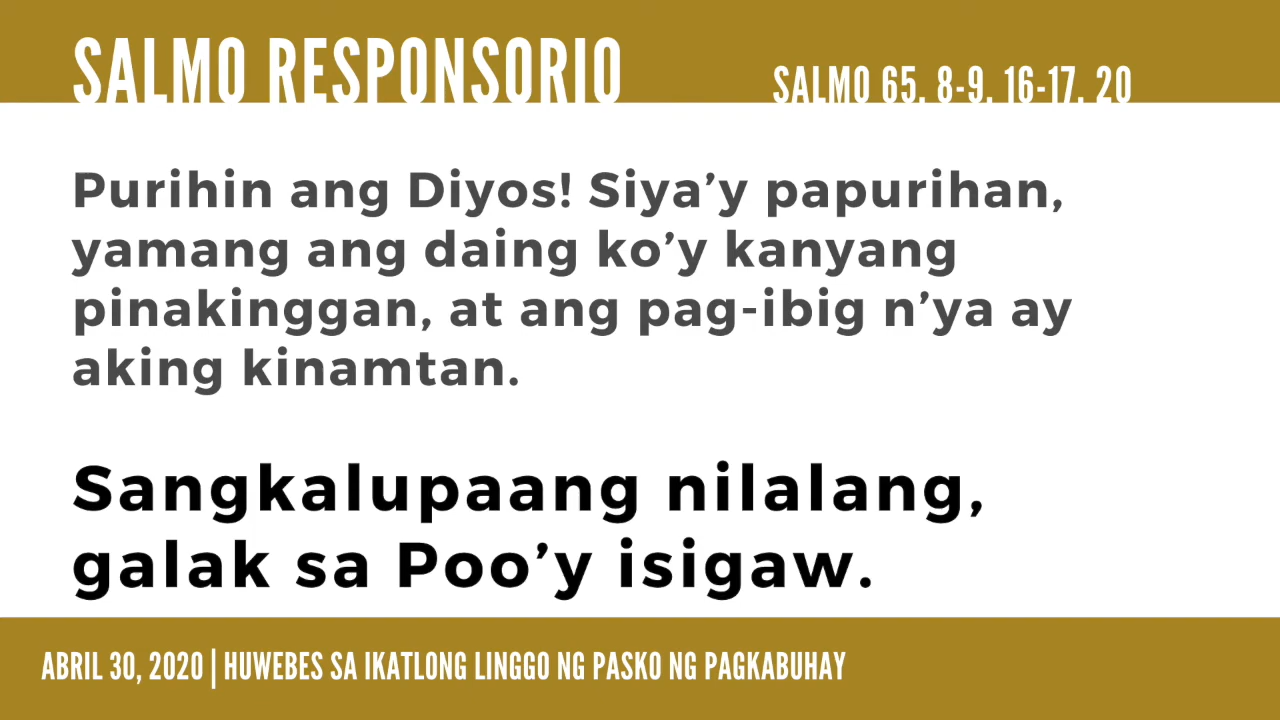 SALMO RESPONSORIO
SALMO 65, 8-9, 16-17, 20
Purihin ang Diyos! Siya’y papurihan,
yamang ang daing ko’y kanyang
pinakinggan, at ang pag-ibig n’ya ay
aking kinamtan.
Sangkalupaang nilalang,
galak sa Poo’y isigaw.
ABRIL 30, 2020 | HUWEBES SA IKATLONG LINGGO NG PASKO NG PAGKABUHAY